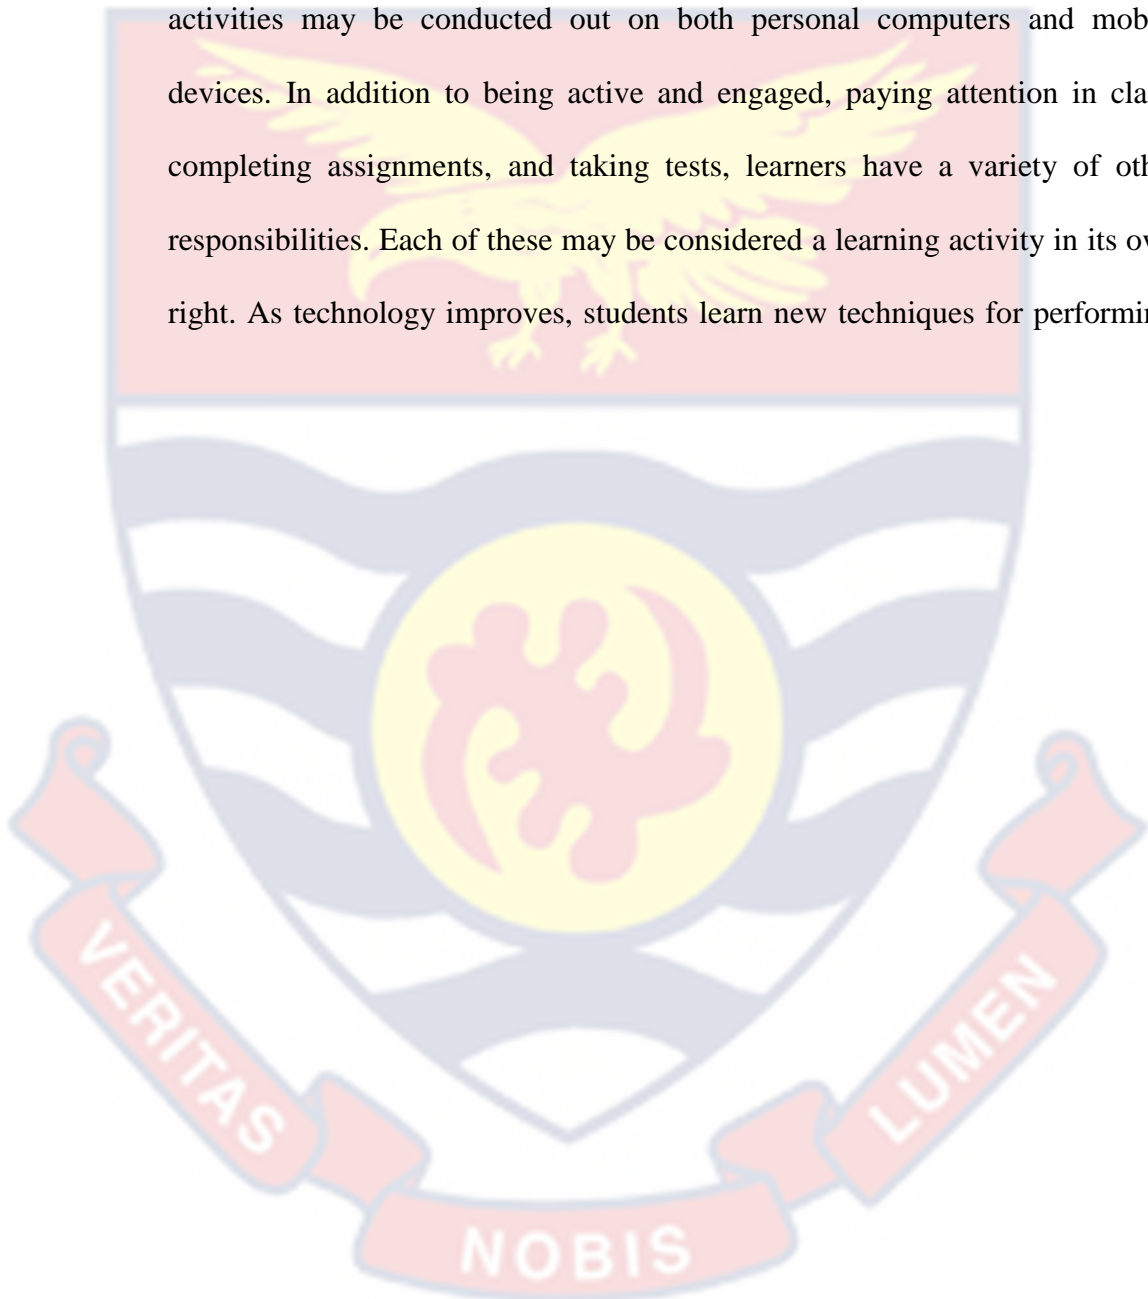 activities may be conducted out on both personal computers and mob
devices. In addition to being active and engaged, paying attention in cla
completing assignments, and taking tests, learners have a variety of oth
responsibilities. Each of these may be considered a learning activity in its ow
right. As technology improves, students learn new techniques for performin
VERITAS
NOBIS
LUMEN